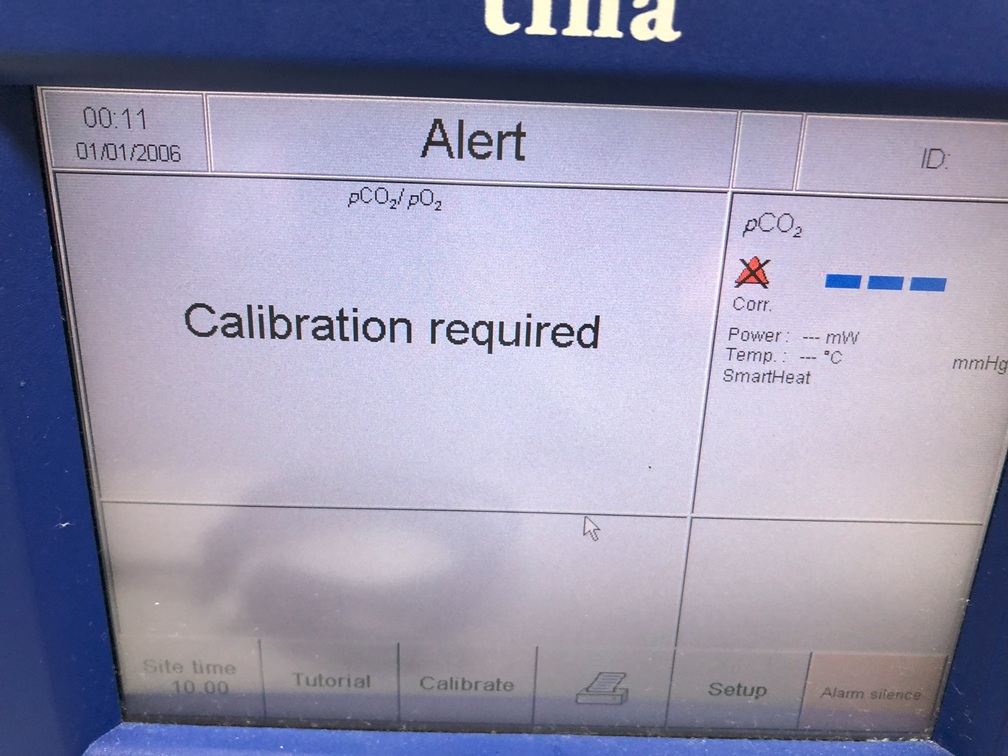 tina
00:11
01/01/2006
Alert
ID:
pCO₂/pO₂
Calibration required
pCO₂
Corr.
Power: --- mW
Temp.: --- °C
SmartHeat
mmHg
Site time
10.00
Tutorial
Calibrate
Setup
Alarm silence